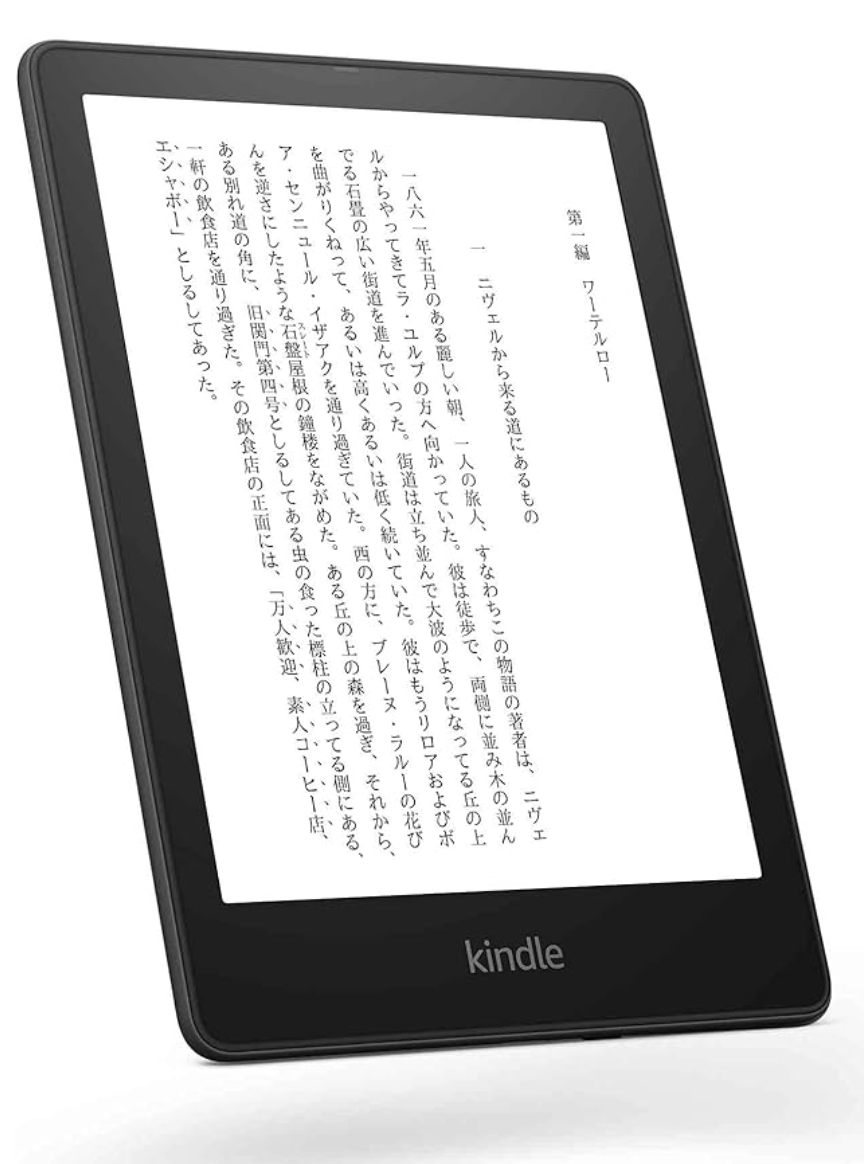 第一編　ワーテルロー
一　ニヴェルから来る道にあるもの
一八六一年五月のある麗しい朝、一人の旅人、すなわちこの物語の著者は、ニヴェ
ルからやってきてラ・ユルプの方へ向かっていた。彼は徒歩で、両側に並み木の並ん
でる石畳の広い街道を進んでいった。街道は立ち並んで大波のようになってる丘の上
を曲がりくねって、あるいは高くあるいは低く続いていた。彼はもうリロアおよびボ
ア・センニュール・イザアクを通り過ぎていた。西の方に、ブレーヌ・ラルーの花び
んを逆さにしたような石盤屋根の鐘楼をながめた。ある丘の上の森を過ぎ、それから、
スレート
ある別れ道の角に、旧関門第四号としるしてある虫の食った標柱の立ってる側にある、
一軒の飲食店を通り過ぎた。その飲食店の正面には、「万人歓迎、素人コーヒー店、
エシャボー」としるしてあった。
kindle